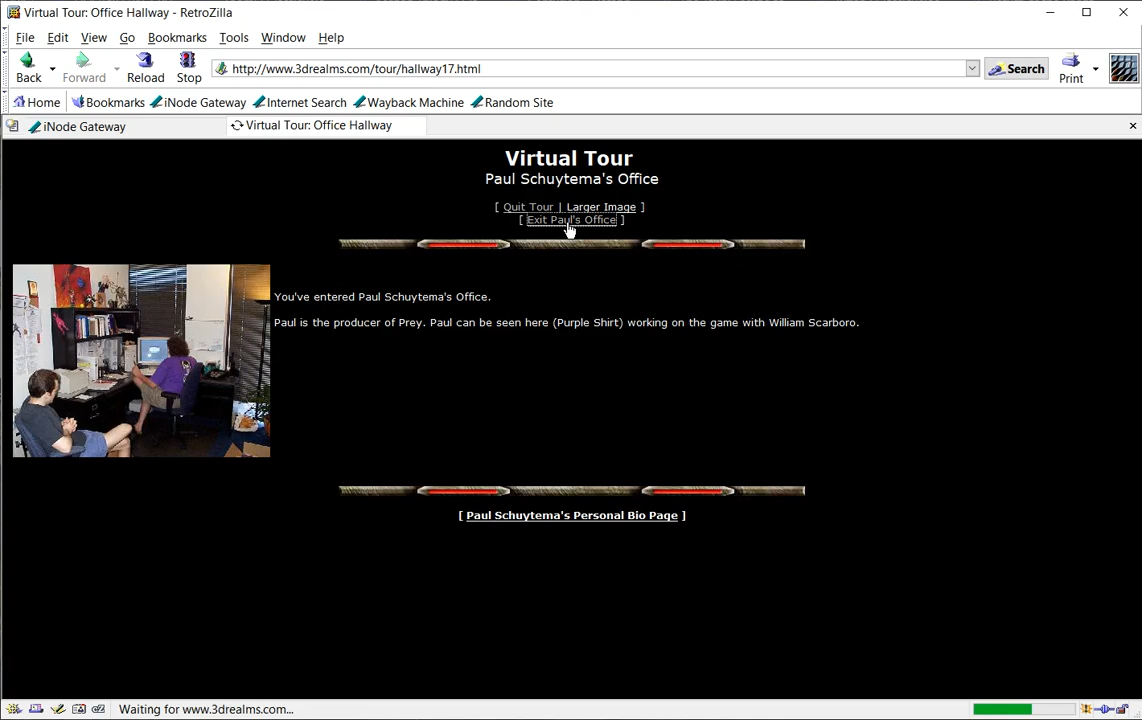 Virtual Tour: Office Hallway - RetroZilla
File Edit View Go Bookmarks Tools Window Help
Back Forward Reload Stop http://www.3drealms.com/tour/hallway17.html Search Print
Home Bookmarks iNode Gateway Internet Search Wayback Machine Random Site
iNode Gateway Virtual Tour: Office Hallway
Virtual Tour
Paul Schuytema's Office
[ Quit Tour | Larger Image ]
[ Exit Paul's Office ]
You've entered Paul Schuytema's Office.
Paul is the producer of Prey. Paul can be seen here (Purple Shirt) working on the game with William Scarboro.
[ Paul Schuytema's Personal Bio Page ]
Waiting for www.3drealms.com...